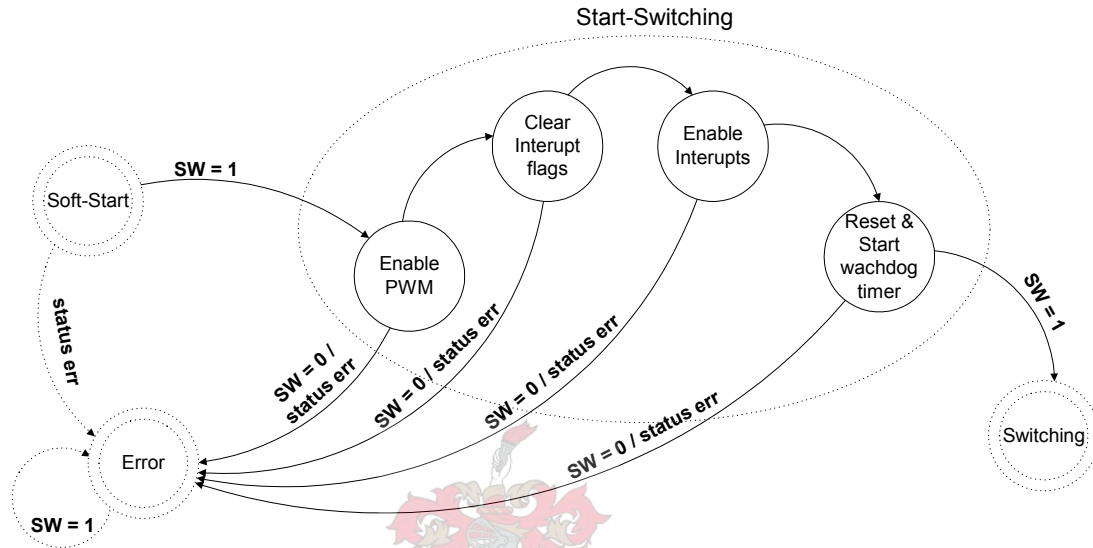 Start-Switching
Clear
Interupt
flags
Enable
Interupts
SW = 1
Soft-Start
Reset &
Start
wachdog
timer
Enable
PWM
SW = 1
status err
SW = 0 /
status err
SW = 0 / status err
SW = 0 / status err
SW = 0 / status err
Switching
Error
SW = 1